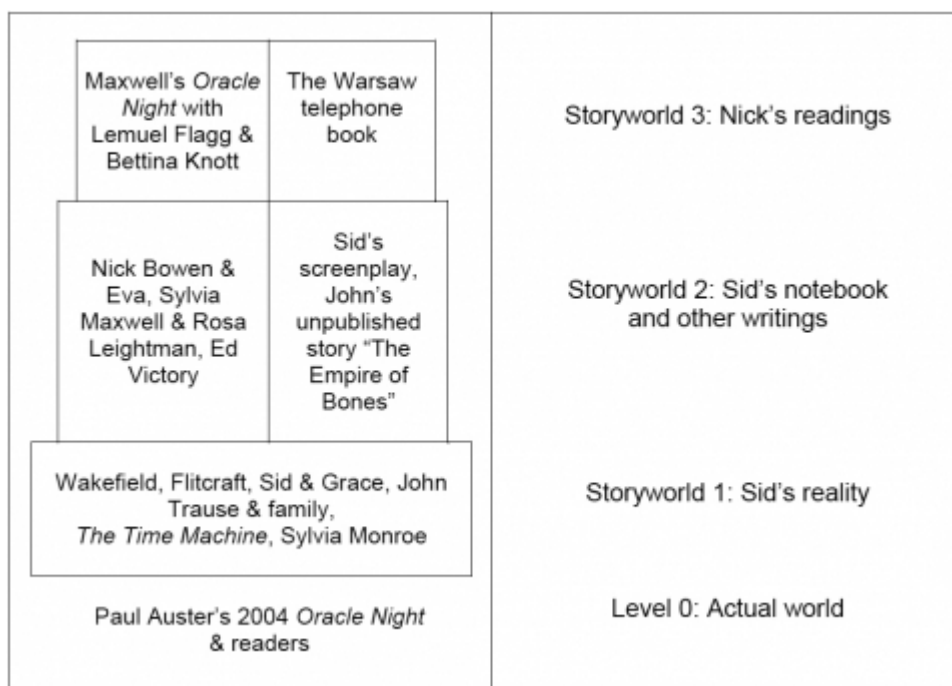 Maxwell's Oracle
Night with
Lemuel Flagg &
Bettina Knott
The Warsaw
telephone
book
Storyworld 3: Nick's readings
Nick Bowen &
Eva, Sylvia
Maxwell & Rosa
Leightman, Ed
Victory
Sid's
screenplay,
John's
unpublished
story “The
Empire of
Bones”
Storyworld 2: Sid's notebook
and other writings
Wakefield, Flitcraft, Sid & Grace, John
Trause & family,
The Time Machine, Sylvia Monroe
Storyworld 1: Sid's reality
Paul Auster's 2004 Oracle Night
& readers
Level 0: Actual world